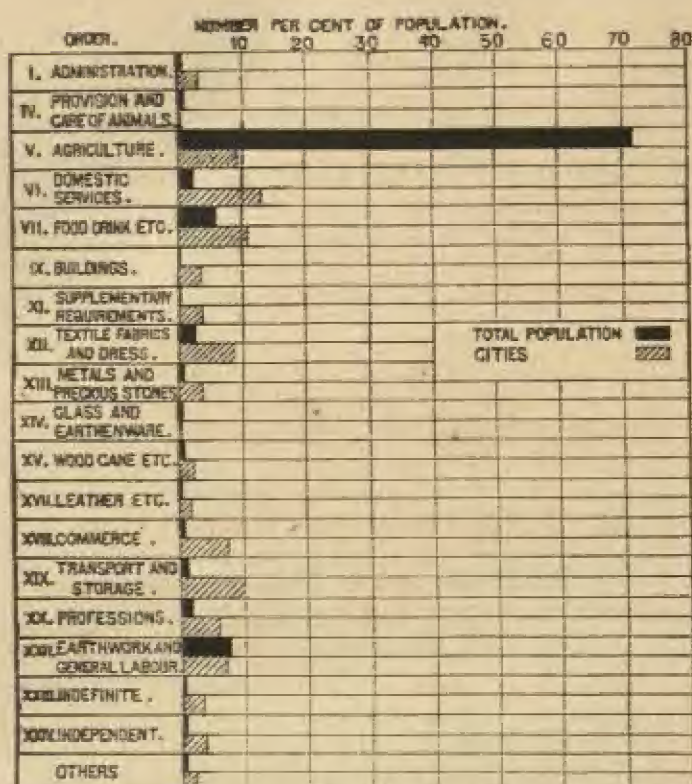 NUMBER PER CENT OF POPULATION.
ORDER. 10 20 30 40 50 60 70 80
I. ADMINISTRATION.
IV. PROVISION AND
CARE OF ANIMALS
V. AGRICULTURE.
VI. DOMESTIC
SERVICES.
VII. FOOD DRINK ETC.
IX. BUILDINGS.
XI. SUPPLEMENTARY
REQUIREMENTS.
XII. TEXTILE FABRICS
AND DRESS.
TOTAL POPULATION
CITIES
XIII. METALS AND
PRECIOUS STONES
XIV. GLASS AND
EARTHENWARE.
XV. WOOD CANE ETC.
XVII. LEATHER ETC.
XVIII. COMMERCE.
XIX. TRANSPORT AND
STORAGE.
XX. PROFESSIONS.
XXII. EARTHWORK AND
GENERAL LABOUR.
XXIII. INDEFINITE.
XXIV. INDEPENDENT.
OTHERS